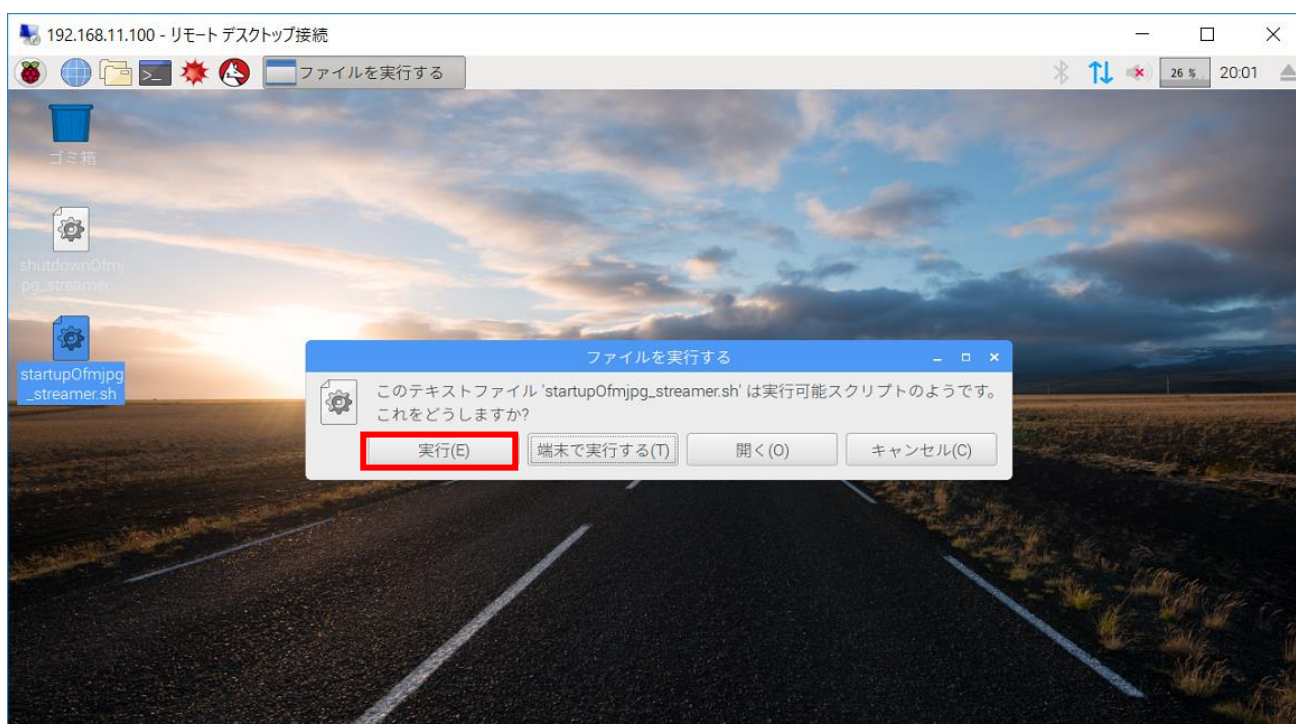 192.168.11.100 - リモート デスクトップ接続
ファイルを実行する
26 %
20:01
ゴミ箱
shutdownOfmj
pg_streamer.
startupOfmjpg
_streamer.sh
ファイルを実行する
このテキストファイル 'startupOfmjpg_streamer.sh' は実行可能スクリプトのようです。
これをどうしますか?
実行(E)
端末で実行する(T)
開く(O)
キャンセル(C)